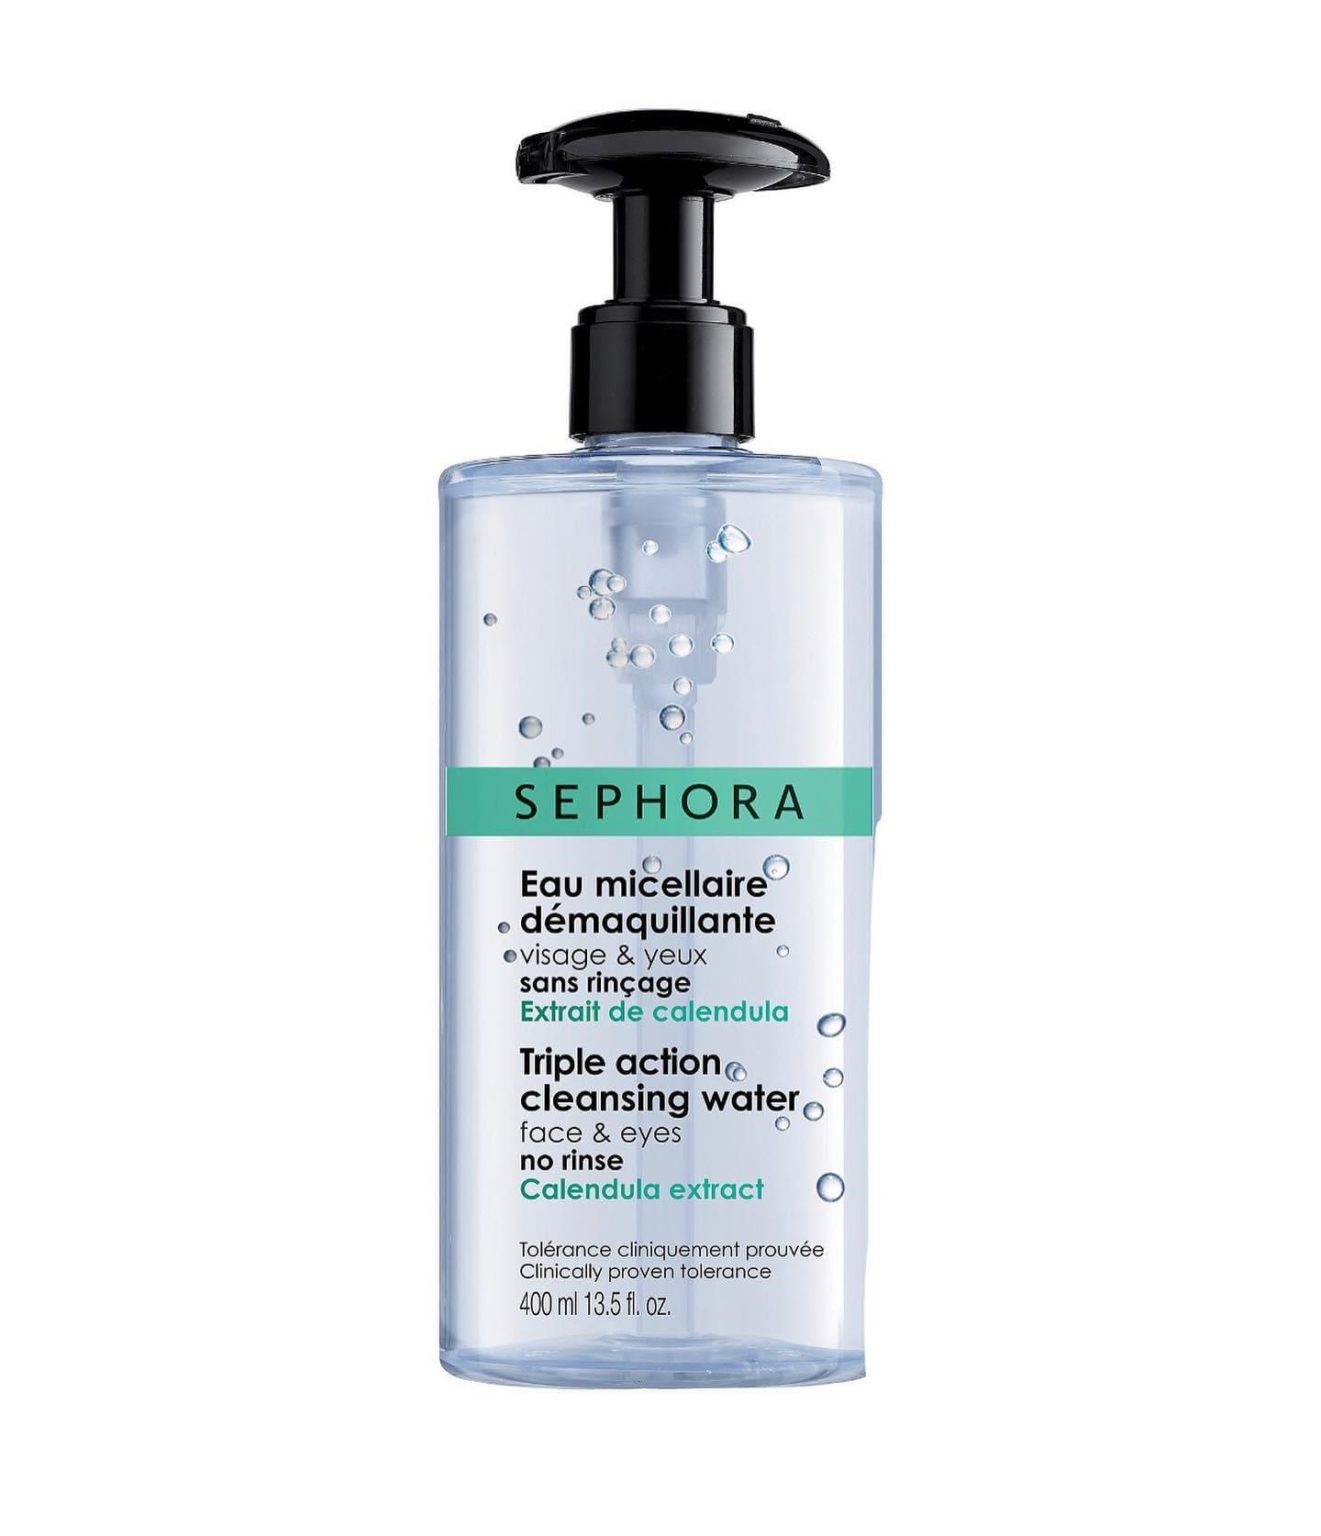 SEPHORA
Eau micellaire
démaquillante
visage & yeux
sans rinçage
Extrait de calendula
Triple action
cleansing water
face & eyes
no rinse
Calendula extract
Tolérance cliniquement prouvée
Clinically proven tolerance
400 ml 13.5 fl. oz.